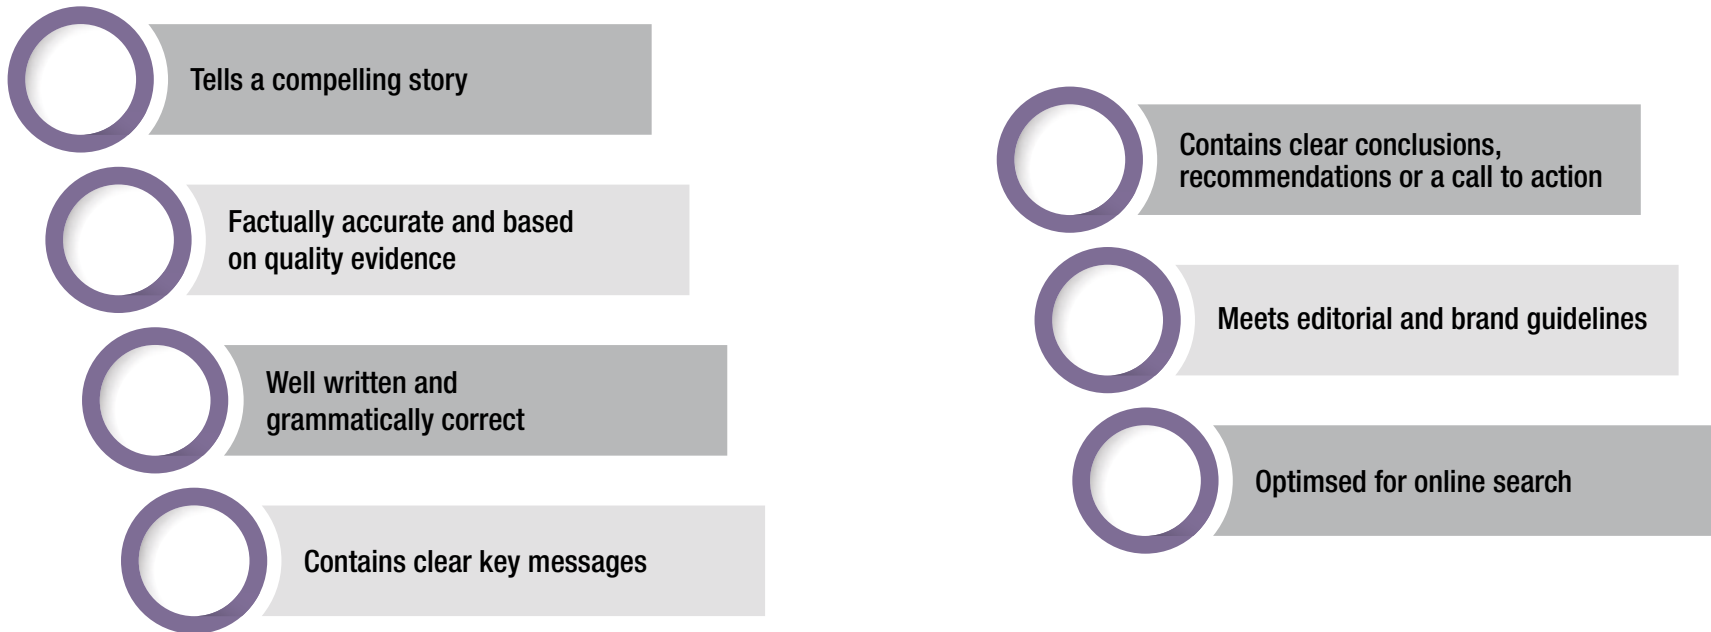 Tells a compelling story
Factually accurate and based
on quality evidence
Well written and
grammatically correct
Contains clear key messages
Contains clear conclusions,
recommendations or a call to action
Meets editorial and brand guidelines
Optimsed for online search